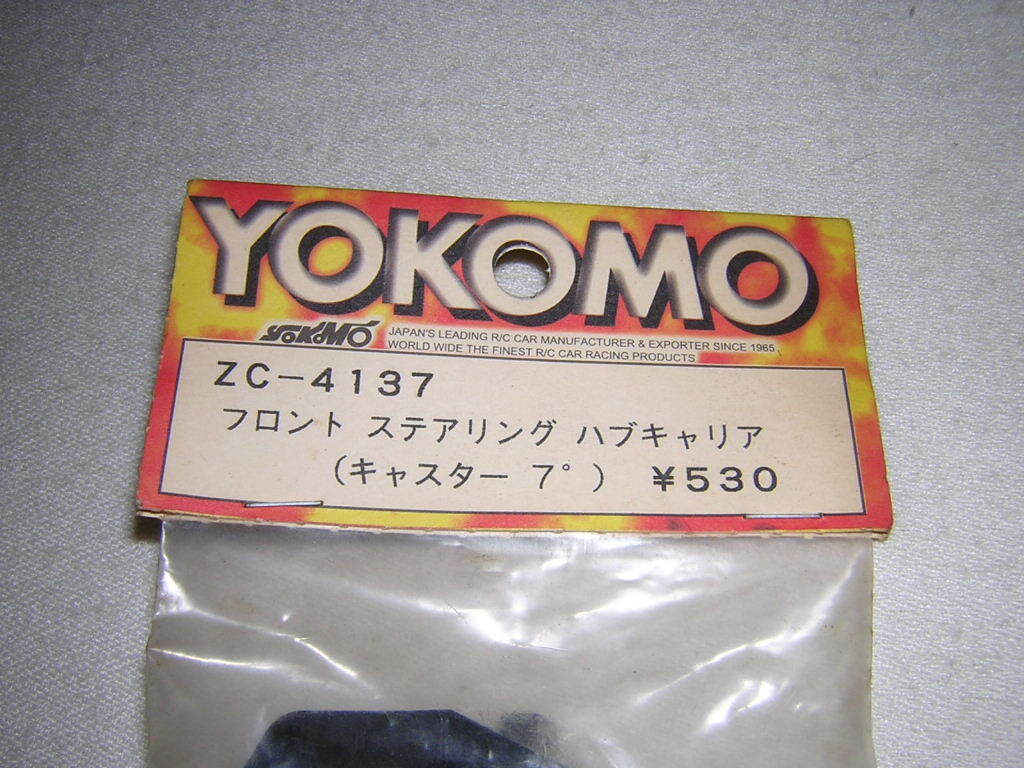 YOKOMO
YOKOMO
JAPAN'S LEADING R/C CAR MANUFACTURER & EXPORTER SINCE 1965
WORLD WIDE THE FINEST R/C CAR RACING PRODUCTS
ZC-4137
フロント ステアリング ハブキャリア
(キャスター 7°) ¥530